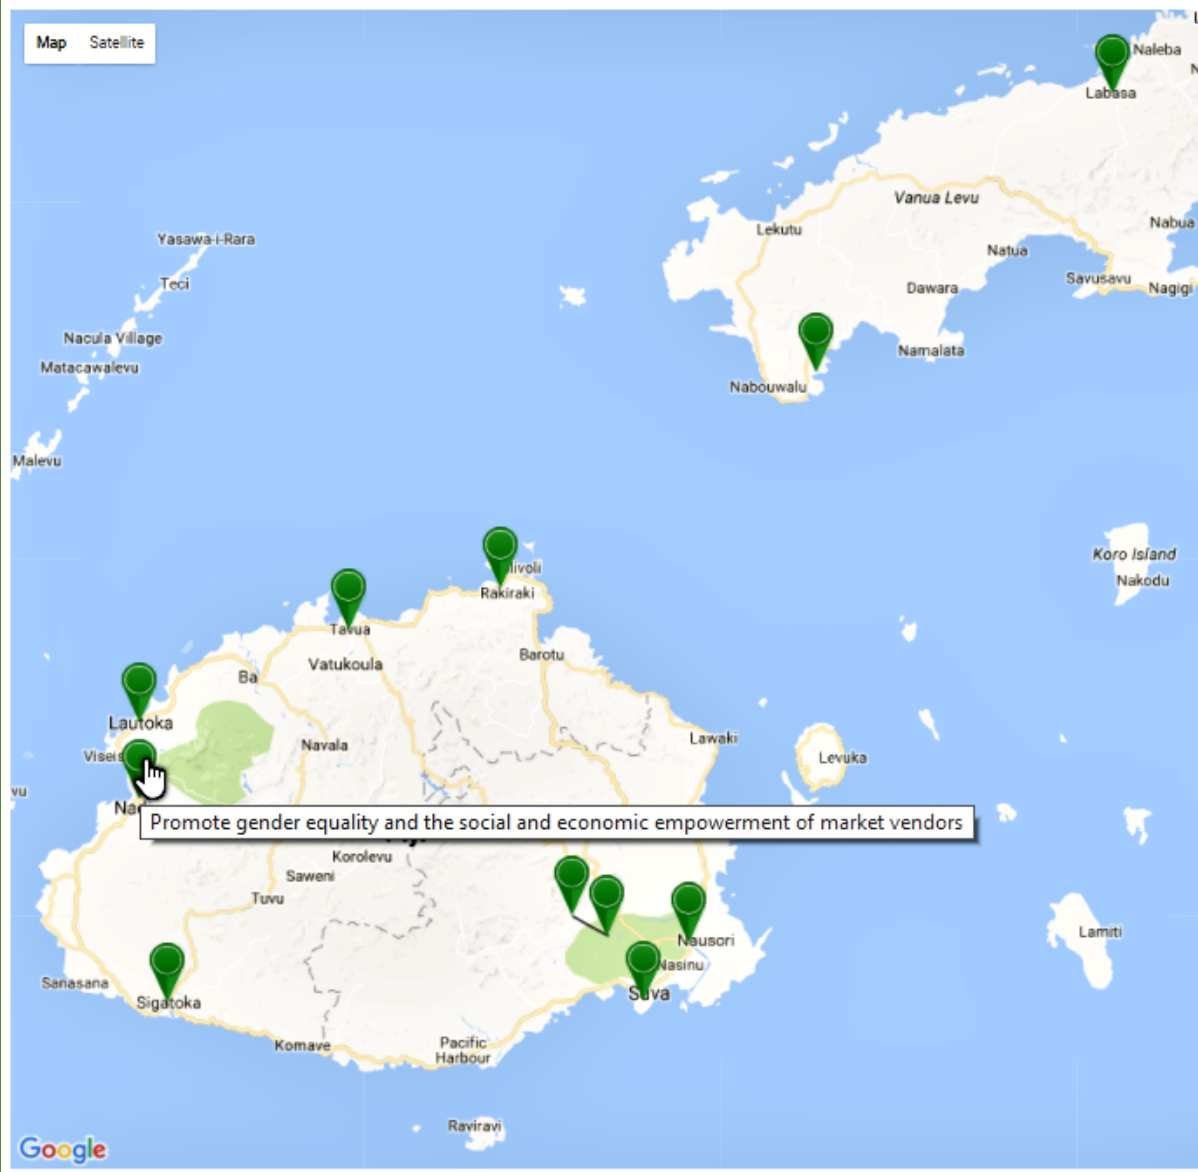 Map Satellite
Naleba
Labasa
Vanua Levu
Nabua
Lekutu
Yasawa-i-Rara
Natua
Teci
Savusavu
Dawara
Nagigi
Nacula Village
Namalata
Matacawalevu
Nabouwalu
Malevu
Koro Island
Nakodu
Rakiraki
Tavua
Barotu
Vatukoula
Ba
Lautoka
Lawaki
Navala
Levuka
Promote gender equality and the social and economic empowerment of market vendors
Korolevu
Saweni
Tuvu
Lamiti
Nausori
Nasinu
Sanasana
Suva
Sigatoka
Pacific
Harbour
Komave
Raviravi
Google